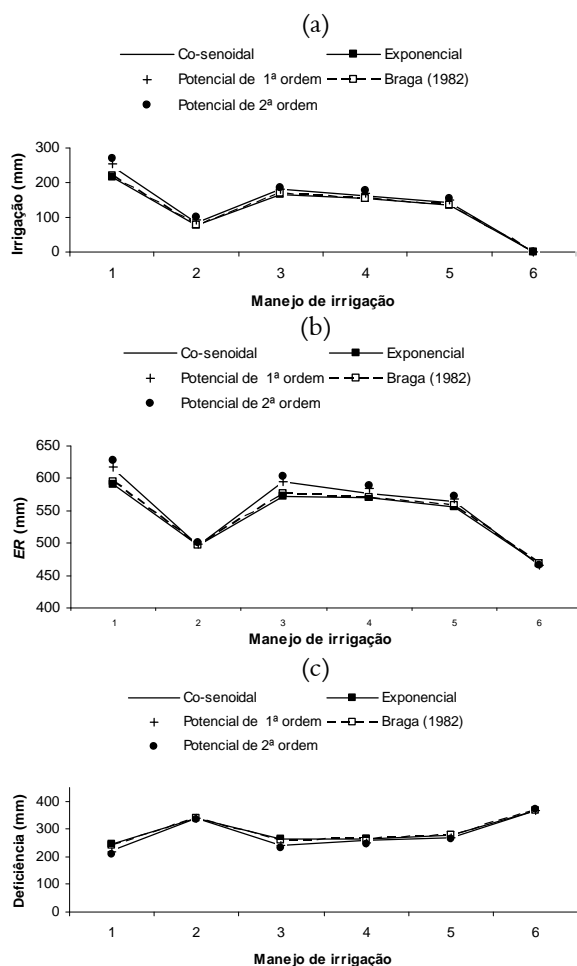 (a)
Co-senoidal Exponencial
Potencial de 1ª ordem Braga (1982)
Potencial de 2ª ordem
300
200
100
0
Irrigação (mm)
1 2 3 4 5 6
Manejo de irrigação
(b)
Co-senoidal Exponencial
Potencial de 1ª ordem Braga (1982)
Potencial de 2ª ordem
650
600
550
500
450
400
ER (mm)
1 2 3 4 5 6
Manejo de irrigação
(c)
Co-senoidal Exponencial
Potencial de 1ª ordem Braga (1982)
Potencial de 2ª ordem
400
300
200
100
0
Deficiência (mm)
1 2 3 4 5 6
Manejo de irrigação